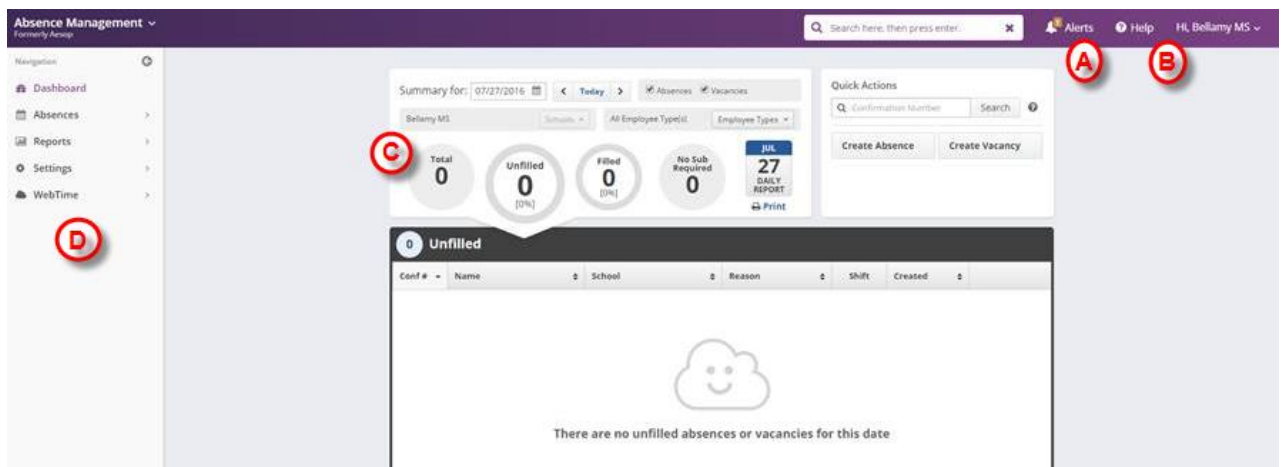 Absence Management
Formerly Aesop
Search here, then press enter.
Alerts
Help
Hi, Bellamy MS
A
B
Navigation
Dashboard
Absences
Reports
Settings
WebTime
D
Summary for: 07/27/2016 Today Absences Vacancies
Bellamy MS Schools All Employee Type(s) Employee Types
C
Total
0
Unfilled
0
[0%]
Filled
0
[0%]
No Sub
Required
0
JUL
27
DAILY
REPORT
Print
Quick Actions
Confirmation Number Search
Create Absence Create Vacancy
0 Unfilled
Conf # Name School Reason Shift Created
There are no unfilled absences or vacancies for this date